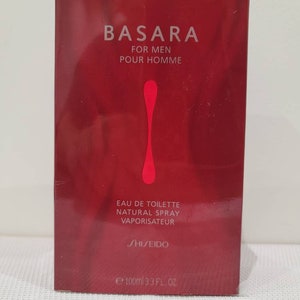 BASARA
FOR MEN
POUR HOMME
EAU DE TOILETTE
NATURAL SPRAY
VAPORISATEUR
SHISEIDO
℮ 100ml 3.3 FL. OZ.